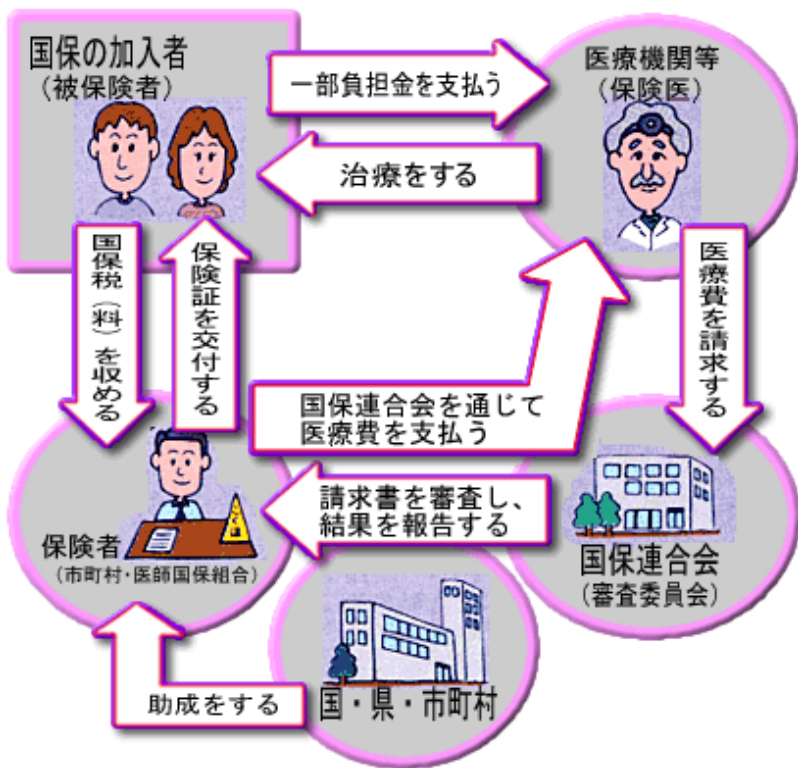 国保の加入者
(被保険者)
一部負担金を支払う
医療機関等
(保険医)
治療をする
国保税(料)を収める
保険証を交付する
医療費を請求する
国保連合会を通じて
医療費を支払う
請求書を審査し、
結果を報告する
保険者
(市町村・医師国保組合)
国保連合会
(審査委員会)
助成をする
国・県・市町村